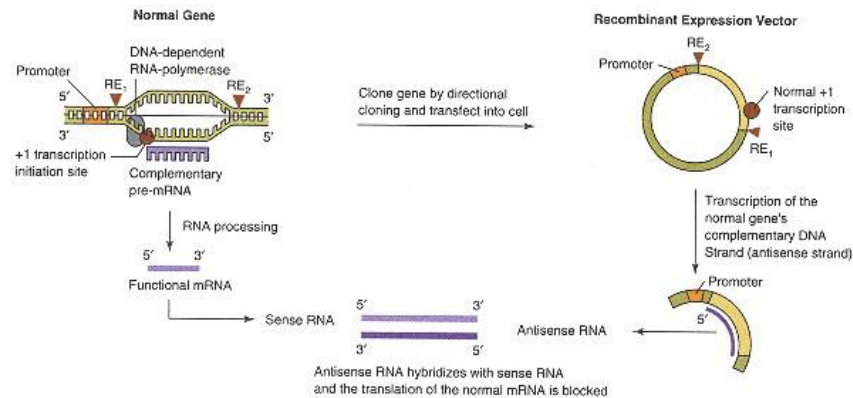 Normal Gene
Recombinant Expression Vector
DNA-dependent
RNA-polymerase
Promoter
RE1
RE2
5′
3′
3′
5′
+1 transcription
initiation site
Complementary
pre-mRNA
Clone gene by directional
cloning and transfect into cell
RE2
Promoter
Normal +1
transcription
site
RE1
RNA processing
5′ 3′
Functional mRNA
Transcription of the
normal gene's
complementary DNA
Strand (antisense strand)
Promoter
5′
Sense RNA
5′ 3′
3′ 5′
Antisense RNA
Antisense RNA hybridizes with sense RNA
and the translation of the normal mRNA is blocked